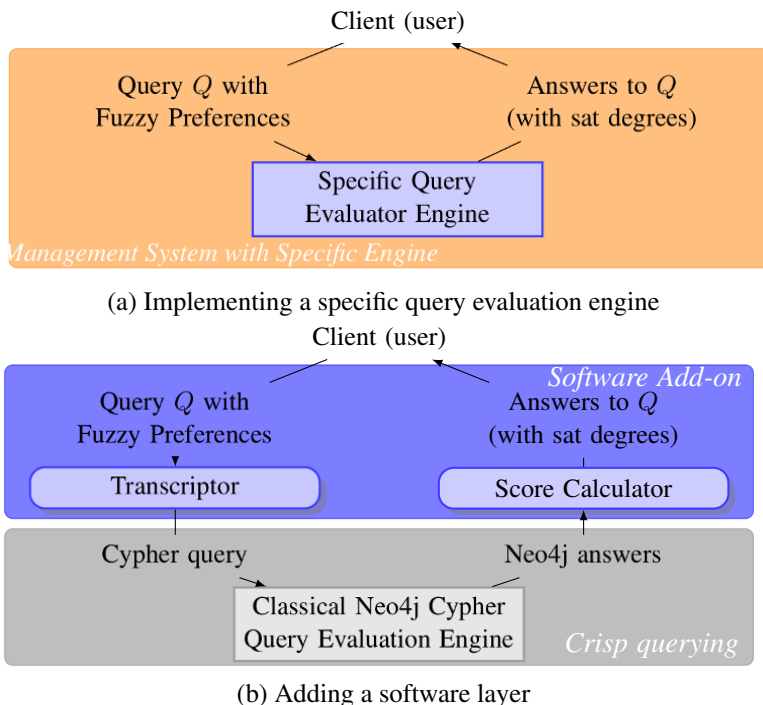 Client (user)
Query Q with
Fuzzy Preferences
Answers to Q
(with sat degrees)
Specific Query
Evaluator Engine
Management System with Specific Engine
(a) Implementing a specific query evaluation engine
Client (user)
Software Add-on
Query Q with
Fuzzy Preferences
Answers to Q
(with sat degrees)
Transcriptor
Score Calculator
Cypher query
Neo4j answers
Classical Neo4j Cypher
Query Evaluation Engine
Crisp querying
(b) Adding a software layer